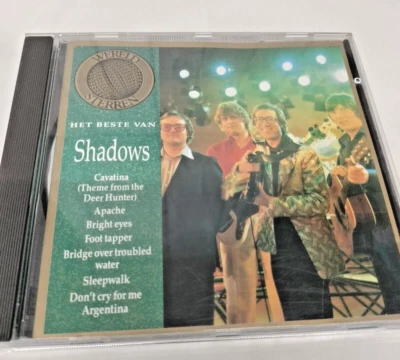 WERELD
STERREN
HET BESTE VAN
Shadows
Cavatina
(Theme from the
Deer Hunter)
Apache
Bright eyes
Foot tapper
Bridge over troubled
water
Sleepwalk
Don't cry for me
Argentina